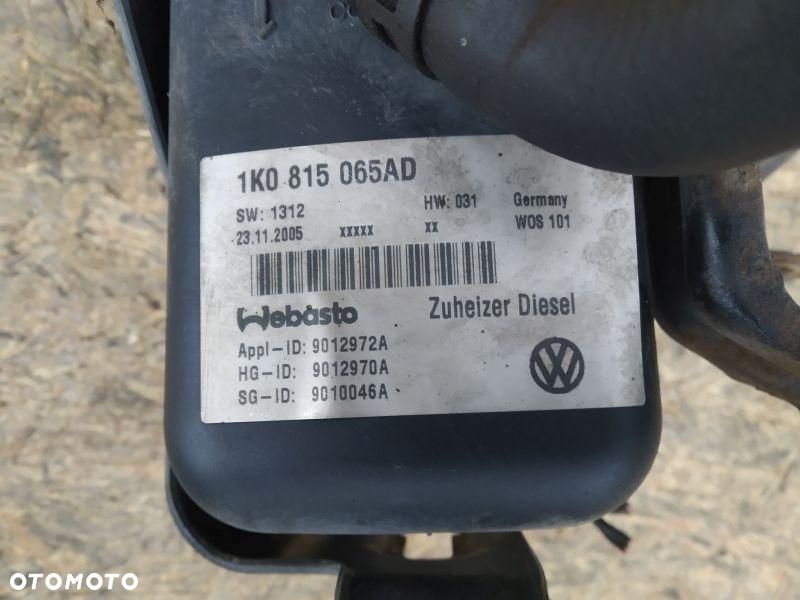 1K0 815 065AD
SW: 1312 HW: 031 Germany
23.11.2005 xxxxx xx WOS 101
Webasto Zuheizer Diesel
Appl-ID: 9012972A
HG-ID: 9012970A
SG-ID: 9010046A
VW
OTOMOTO